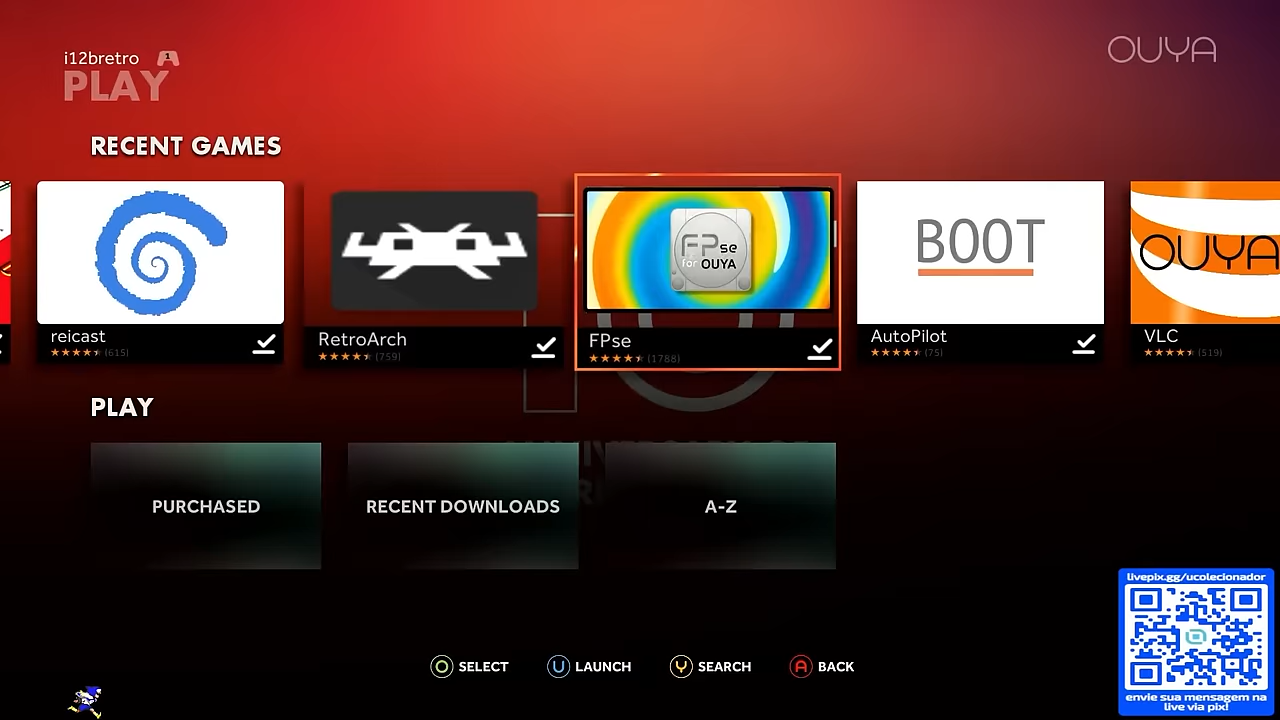 i12bretro 1
OUYA
PLAY
RECENT GAMES
FPse
for OUYA
BOOT
OUYA
reicast
(615)
RetroArch
(759)
FPse
(1788)
AutoPilot
(75)
VLC
(519)
PLAY
PURCHASED
RECENT DOWNLOADS
A-Z
livepix.gg/ucolecionador
O SELECT
U LAUNCH
Y SEARCH
A BACK
envie sua mensagem na
live via pix!